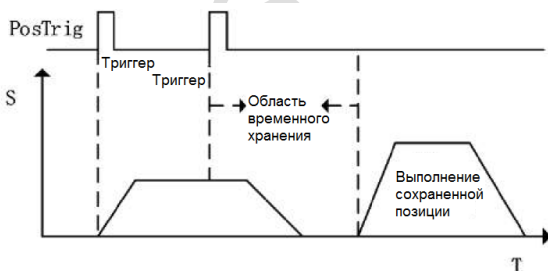 PosTrig
Триггер
Триггер
S
Область
временного
хранения
Выполнение
сохраненной
позиции
T